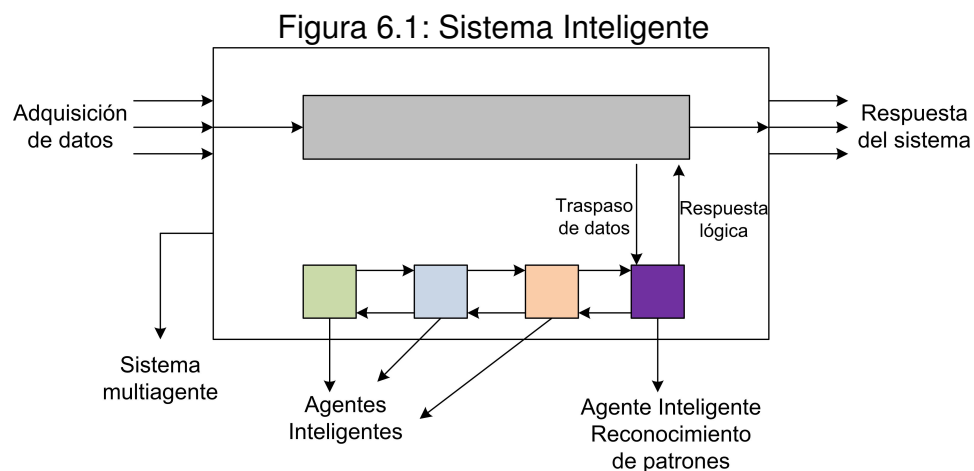 Figura 6.1: Sistema Inteligente
Adquisición
de datos
Respuesta
del sistema
Traspaso
de datos
Respuesta
lógica
Sistema
multiagente
Agentes
Inteligentes
Agente Inteligente
Reconocimiento
de patrones